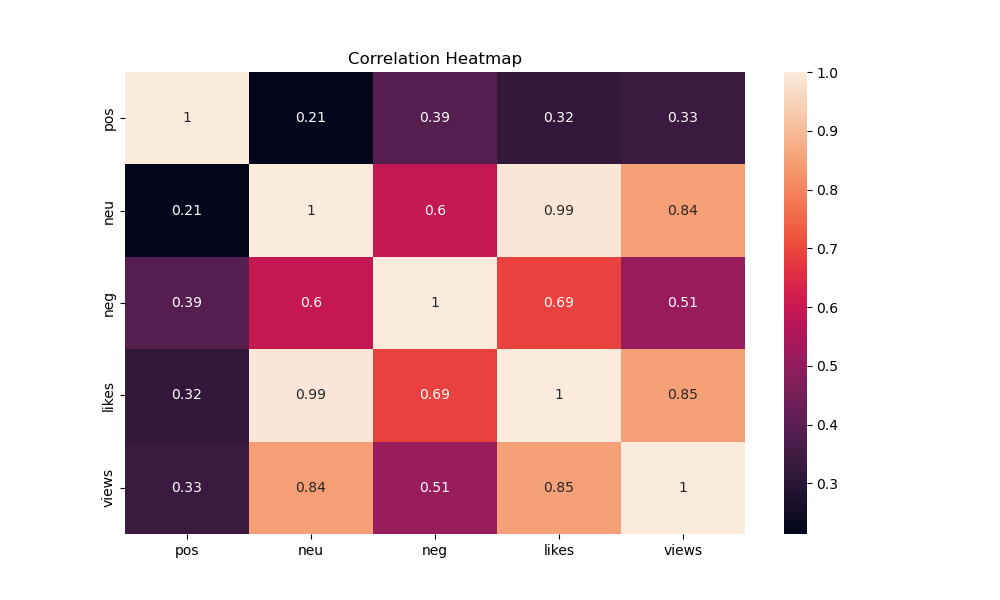 Correlation Heatmap
pos 1 0.21 0.39 0.32 0.33
neu 0.21 1 0.6 0.99 0.84
neg 0.39 0.6 1 0.69 0.51
likes 0.32 0.99 0.69 1 0.85
views 0.33 0.84 0.51 0.85 1
pos neu neg likes views
1.0
0.9
0.8
0.7
0.6
0.5
0.4
0.3